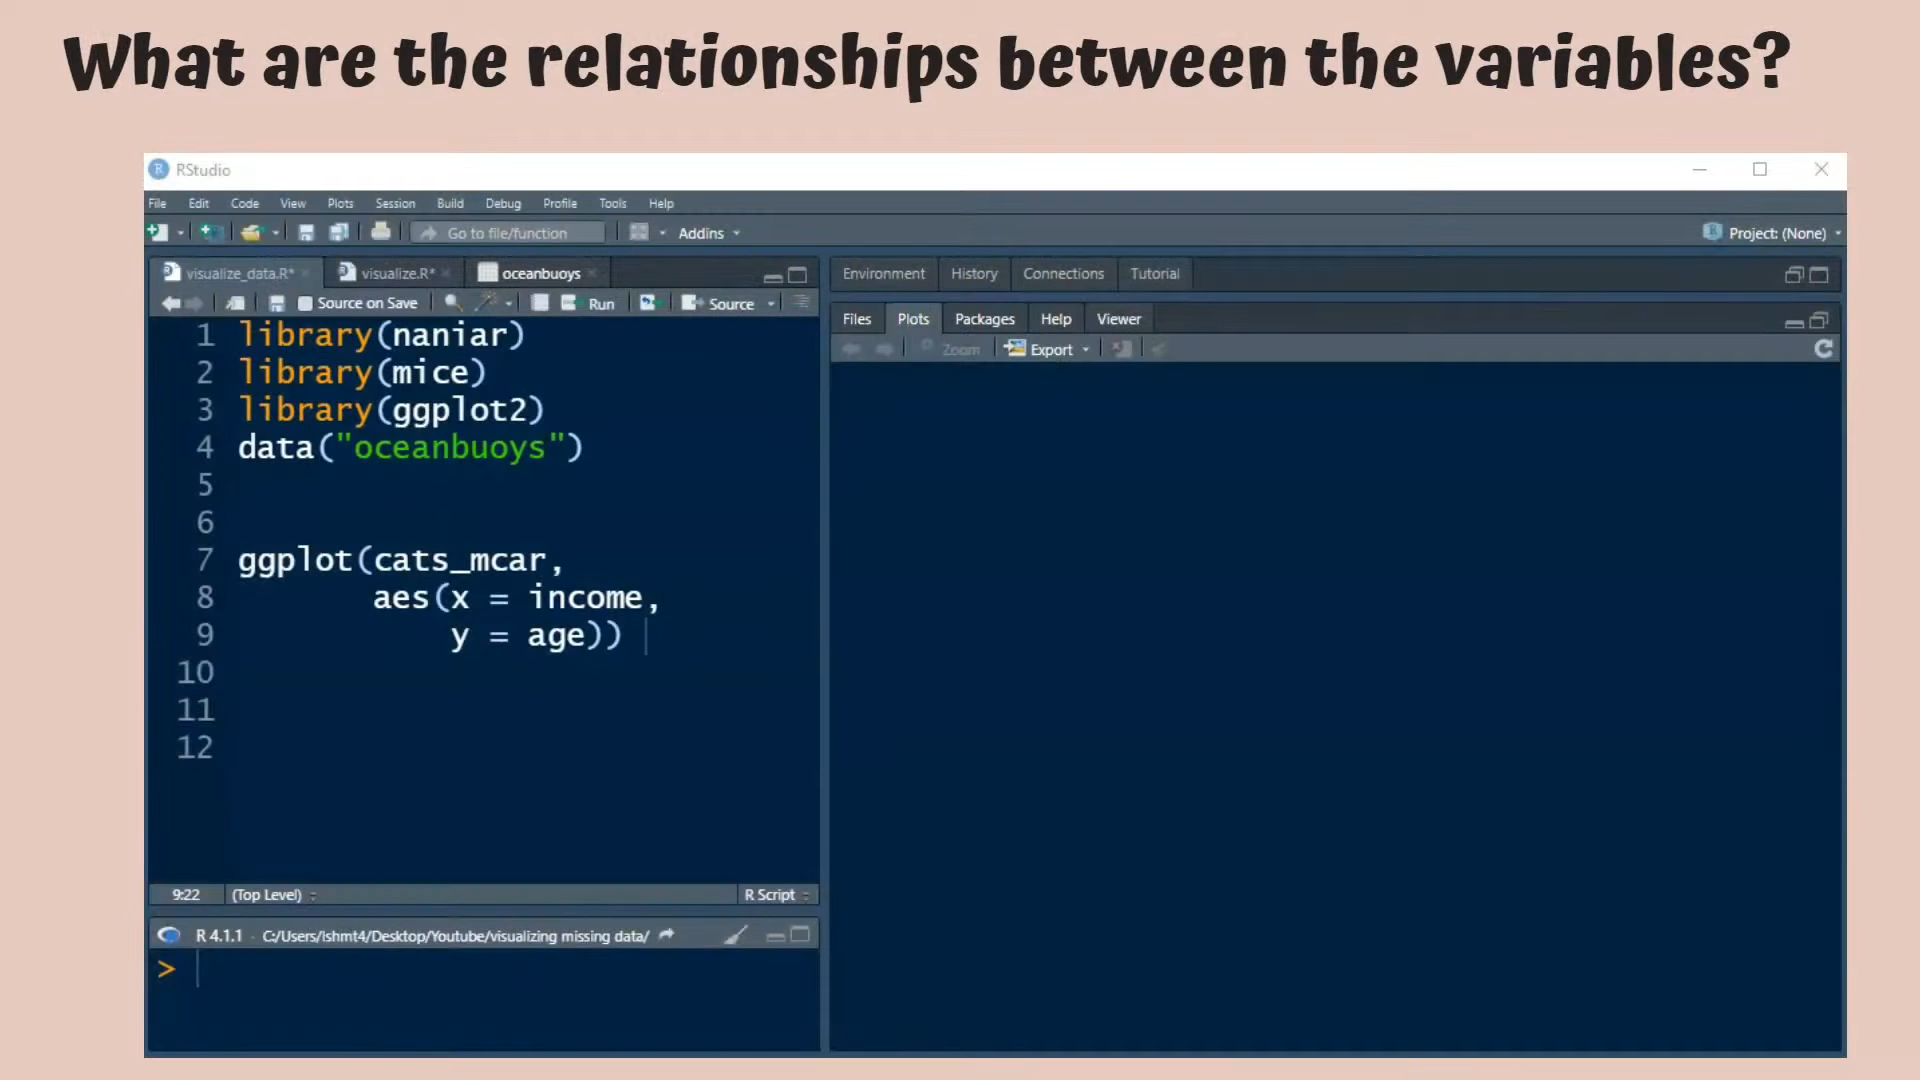 What are the relationships between the variables?
RStudio
File Edit Code View Plots Session Build Debug Profile Tools Help
Go to file/function Addins Project: (None)
visualize_data.R* visualize.R* oceanbuoys
Source on Save Run Source
1 library(naniar)
2 library(mice)
3 library(ggplot2)
4 data("oceanbuoys")
5
6
7 ggplot(cats_mcar,
8 aes(x = income,
9 y = age))
10
11
12
9:22 (Top Level) R Script
R 4.1.1 · C:/Users/Ishmt4/Desktop/Youtube/visualizing missing data/
>
Environment History Connections Tutorial
Files Plots Packages Help Viewer
Zoom Export